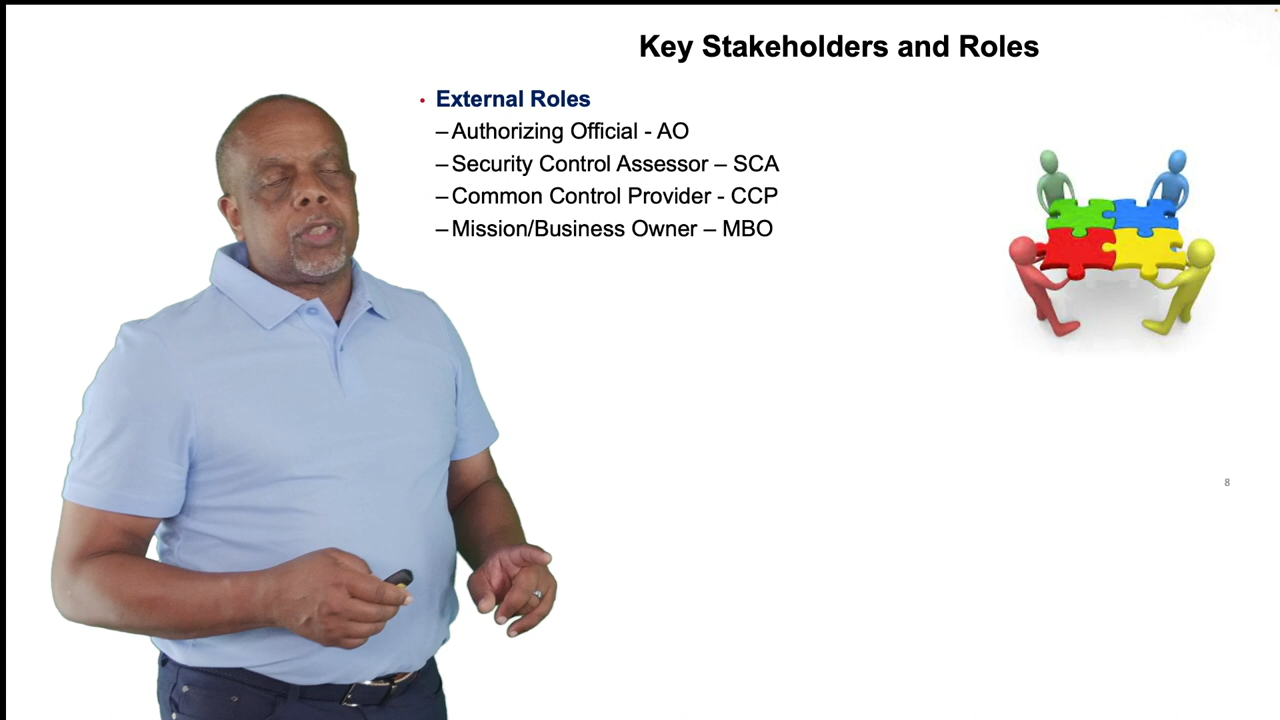 Key Stakeholders and Roles
• External Roles
–Authorizing Official - AO
–Security Control Assessor – SCA
–Common Control Provider - CCP
–Mission/Business Owner – MBO
8